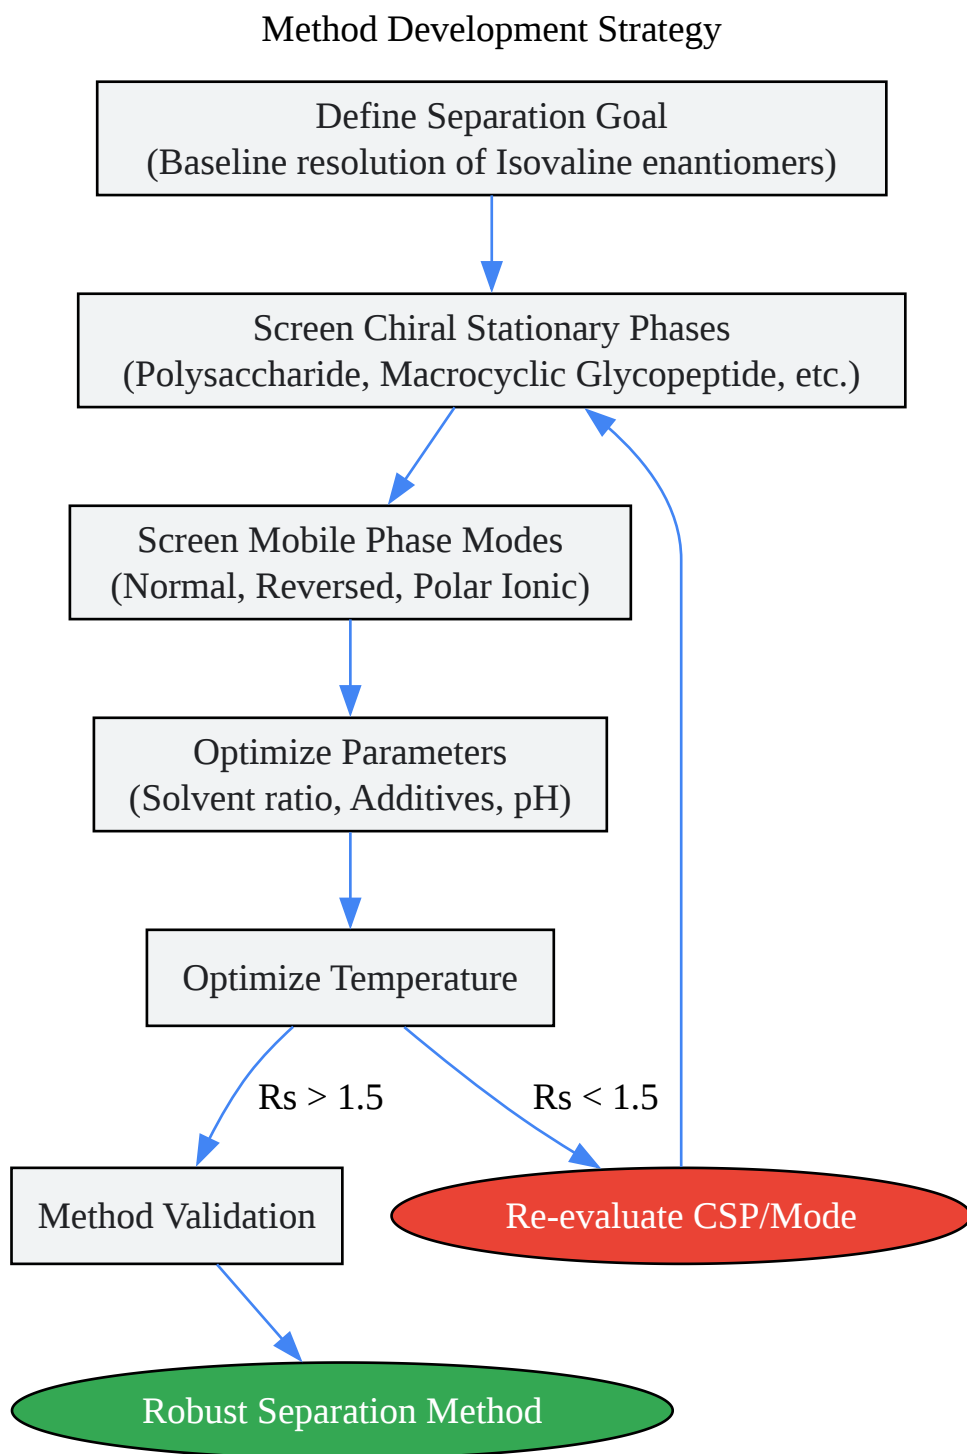 Method Development Strategy
Define Separation Goal
(Baseline resolution of Isovaline enantiomers)
Screen Chiral Stationary Phases
(Polysaccharide, Macrocyclic Glycopeptide, etc.)
Screen Mobile Phase Modes
(Normal, Reversed, Polar Ionic)
Optimize Parameters
(Solvent ratio, Additives, pH)
Optimize Temperature
Rs > 1.5
Rs < 1.5
Method Validation
Re-evaluate CSP/Mode
Robust Separation Method